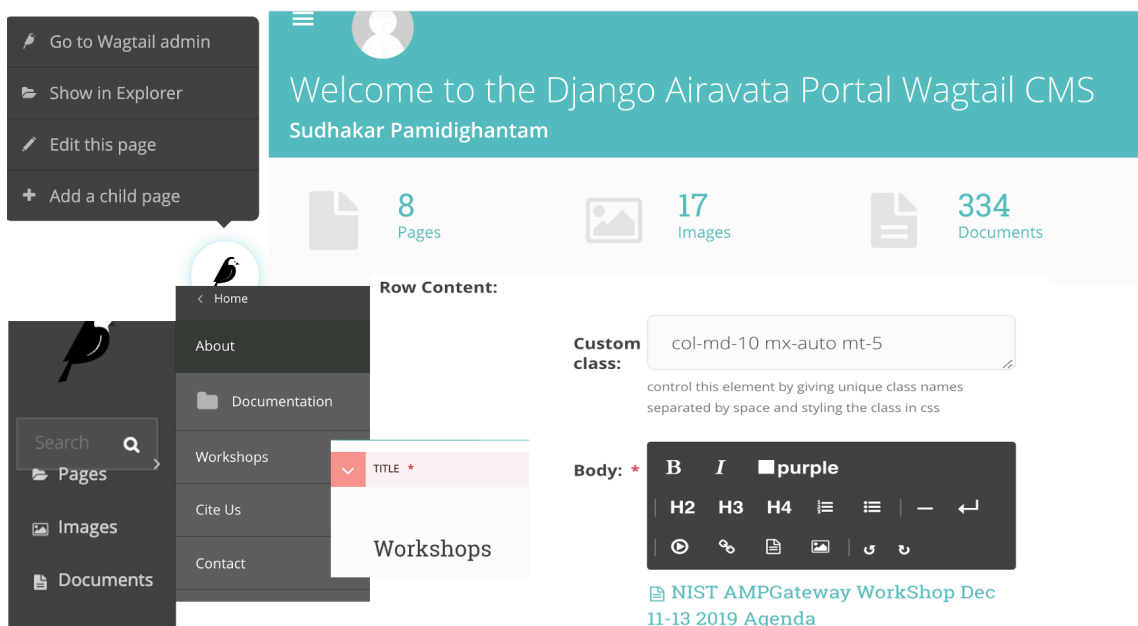 Go to Wagtail admin
Show in Explorer
Edit this page
Add a child page
Welcome to the Django Airavata Portal Wagtail CMS
Sudhakar Pamidighantam
8
Pages
17
Images
334
Documents
Home
About
Documentation
Workshops
Cite Us
Contact
Search
Pages
Images
Documents
TITLE *
Workshops
Row Content:
Custom
class:
col-md-10 mx-auto mt-5
control this element by giving unique class names
separated by space and styling the class in css
Body: *
B I purple
H2 H3 H4
NIST AMPGateway WorkShop Dec
11-13 2019 Agenda